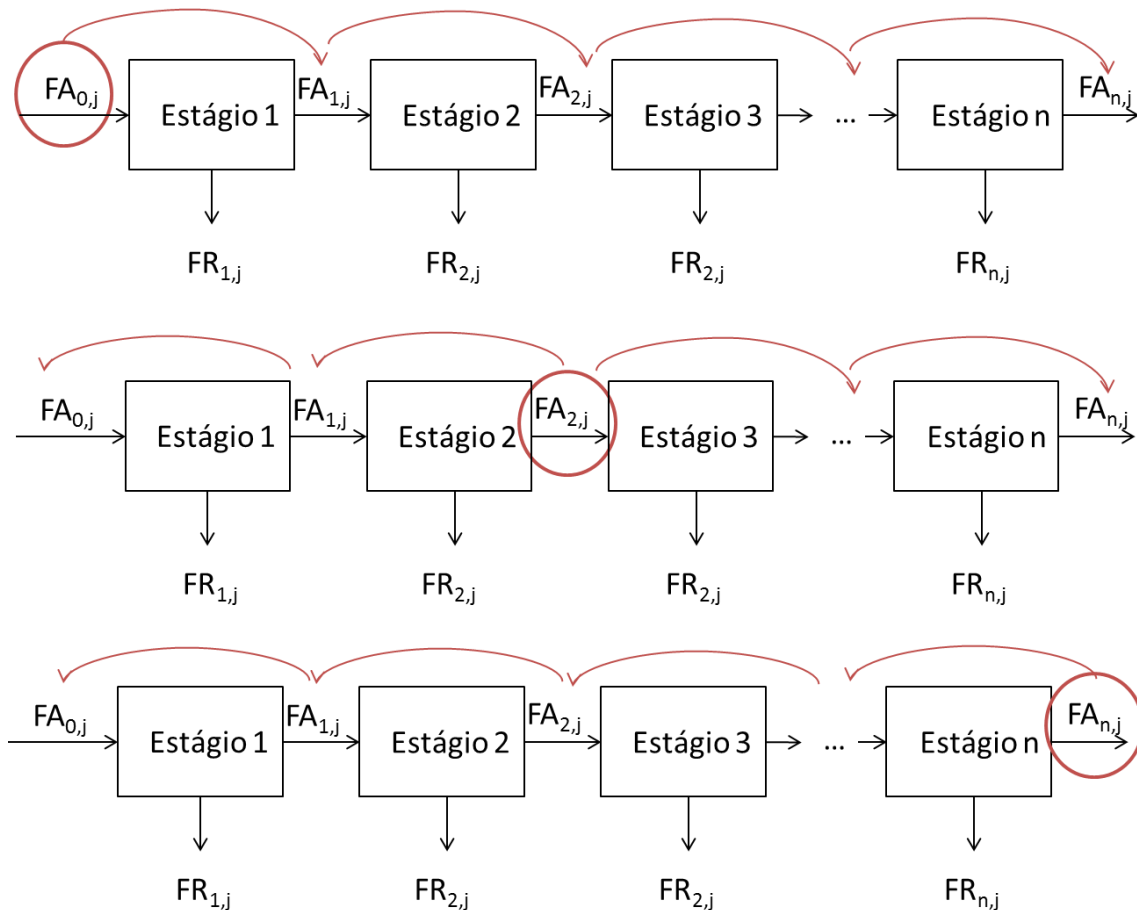 FA0,j Estágio 1 FA1,j Estágio 2 FA2,j Estágio 3 ... Estágio n FAn,j
FR1,j FR2,j FR2,j FRn,j
FA0,j Estágio 1 FA1,j Estágio 2 FA2,j Estágio 3 ... Estágio n FAn,j
FR1,j FR2,j FR2,j FRn,j
FA0,j Estágio 1 FA1,j Estágio 2 FA2,j Estágio 3 ... Estágio n FAn,j
FR1,j FR2,j FR2,j FRn,j